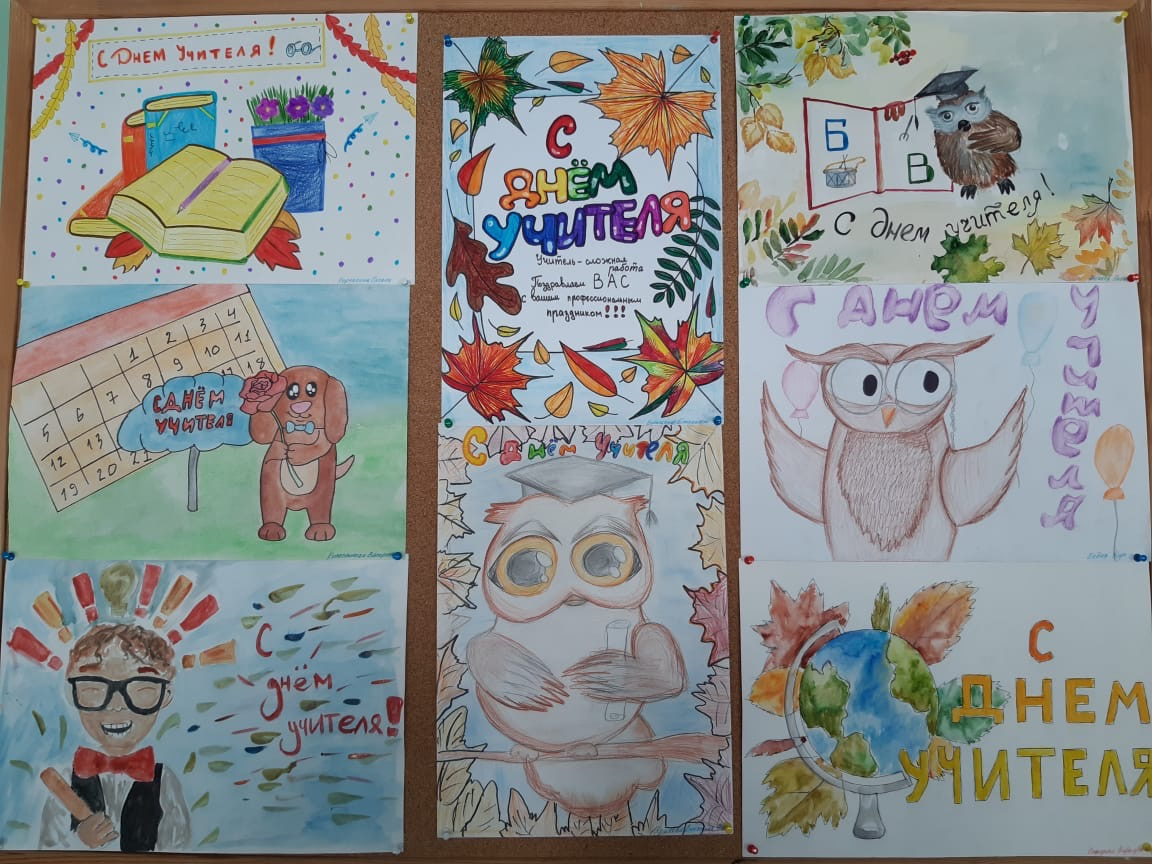 С Днем Учителя!
С
ДНЁМ
УЧИТЕЛЯ
Учитель - сложная
работа
Поздравляем ВАС
с вашим профессиональным
праздником!!!
Б
В
С днем учителя!
1 2 3 4
5 6 7 8 9 10 11
12 13 17 18
19 20 21
С ДНЁМ
УЧИТЕЛЯ
С днём Учителя
С днем
учителя
С
днём
учителя!
С
ДНЕМ
УЧИТЕЛЯ